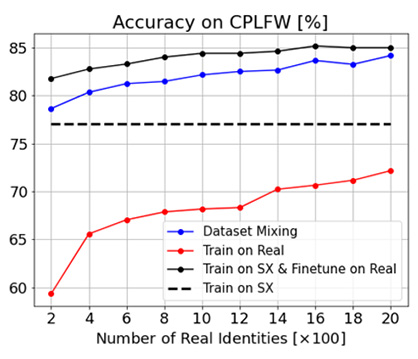 Accuracy on CPLFW [%]
85
80
75
70
65
60
Dataset Mixing
Train on Real
Train on SX & Finetune on Real
Train on SX
2 4 6 8 10 12 14 16 18 20
Number of Real Identities [×100]